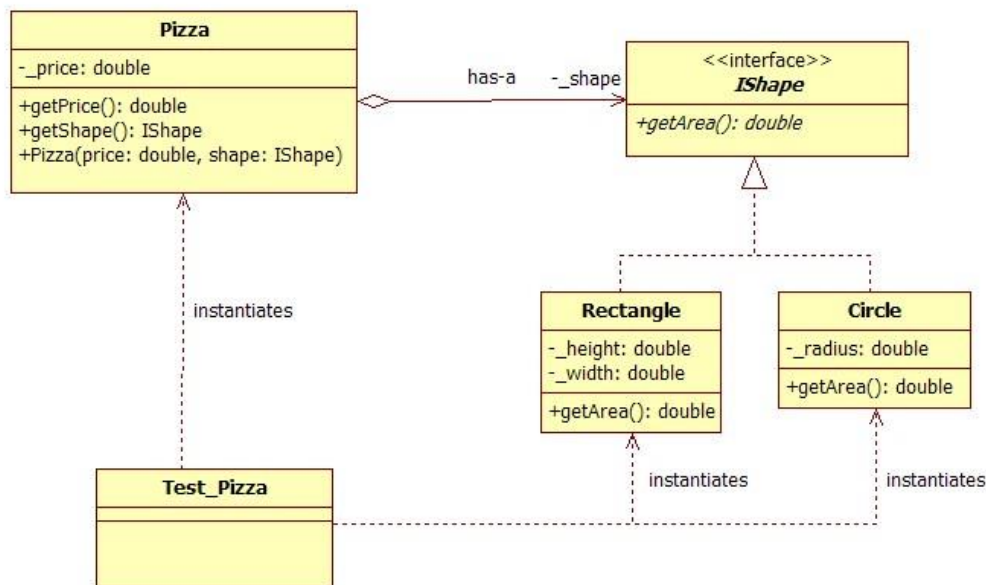 Pizza
-_price: double
+getPrice(): double
+getShape(): IShape
+Pizza(price: double, shape: IShape)
has-a
-_shape
<<interface>>
IShape
+getArea(): double
instantiates
Rectangle
-_height: double
-_width: double
+getArea(): double
Circle
-_radius: double
+getArea(): double
Test_Pizza
instantiates
instantiates